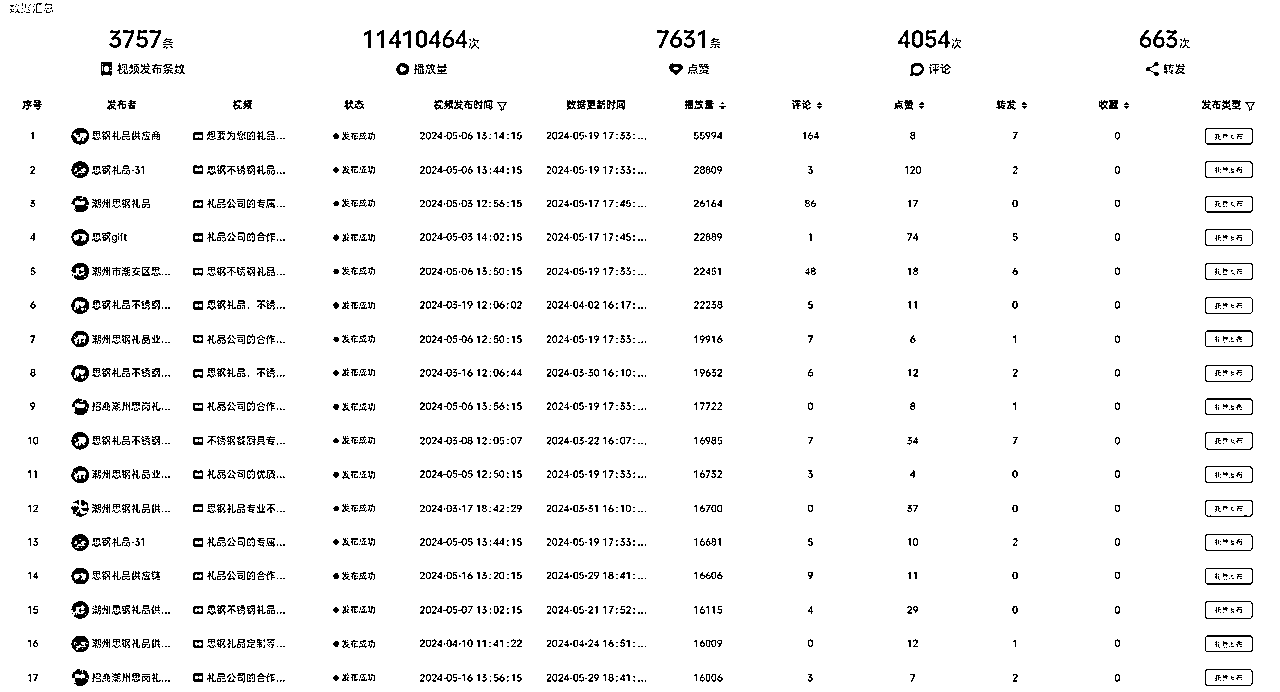 数据汇总
3757条 11410464次 7631条 4054次 663次
视频发布条数 播放量 点赞 评论 转发
序号 发布者 视频 状态 视频发布时间 数据更新时间 播放量 评论 点赞 转发 收藏 发布类型
1 思钢礼品供应商 想要为您的礼品... 发布成功 2024-05-06 13:14:15 2024-05-19 17:33:... 55994 164 8 7 0
2 思钢礼品-31 思钢不锈钢礼品... 发布成功 2024-05-06 13:44:15 2024-05-19 17:33:... 28809 3 120 2 0
3 潮州思钢礼品 礼品公司的专属... 发布成功 2024-05-03 12:56:15 2024-05-17 17:45:... 26164 86 17 0 0
4 思钢gift 礼品公司的合作... 发布成功 2024-05-03 14:02:15 2024-05-17 17:45:... 22889 1 74 5 0
5 潮州市潮安区思... 思钢不锈钢礼品... 发布成功 2024-05-06 13:50:15 2024-05-19 17:33:... 22451 48 18 6 0
6 思钢礼品不锈钢... 思钢礼品，不锈... 发布成功 2024-03-19 12:06:02 2024-04-02 16:17:... 22238 5 11 0 0
7 潮州思钢礼品业... 礼品公司的合作... 发布成功 2024-05-06 12:50:15 2024-05-19 17:33:... 19916 7 6 1 0
8 思钢礼品不锈钢... 思钢礼品，不锈... 发布成功 2024-03-16 12:06:44 2024-03-30 16:10:... 19632 6 12 2 0
9 招商潮州思岗礼... 礼品公司的合作... 发布成功 2024-05-06 13:56:15 2024-05-19 17:33:... 17722 0 8 1 0
10 思钢礼品不锈钢... 不锈钢餐厨具专... 发布成功 2024-03-08 12:05:07 2024-03-22 16:07:... 16985 7 34 7 0
11 潮州思钢礼品业... 礼品公司的优质... 发布成功 2024-05-05 12:50:15 2024-05-19 17:33:... 16732 3 4 0 0
12 潮州思钢礼品供... 思钢礼品专业不... 发布成功 2024-03-17 18:42:29 2024-03-31 16:10:... 16700 0 37 0 0
13 思钢礼品-31 礼品公司的专属... 发布成功 2024-05-05 13:44:15 2024-05-19 17:33:... 16681 5 10 2 0
14 思钢礼品供应链 礼品公司的合作... 发布成功 2024-05-16 13:20:15 2024-05-29 18:41:... 16606 9 11 0 0
15 潮州思钢礼品供... 思钢不锈钢礼品... 发布成功 2024-05-07 13:02:15 2024-05-21 17:52:... 16115 4 29 0 0
16 潮州思钢礼品供... 思钢礼品定制等... 发布成功 2024-04-10 11:41:22 2024-04-24 16:51:... 16009 0 12 1 0
17 招商潮州思岗礼... 礼品公司的合作... 发布成功 2024-05-16 13:56:15 2024-05-29 18:41:... 16006 3 7 2 0